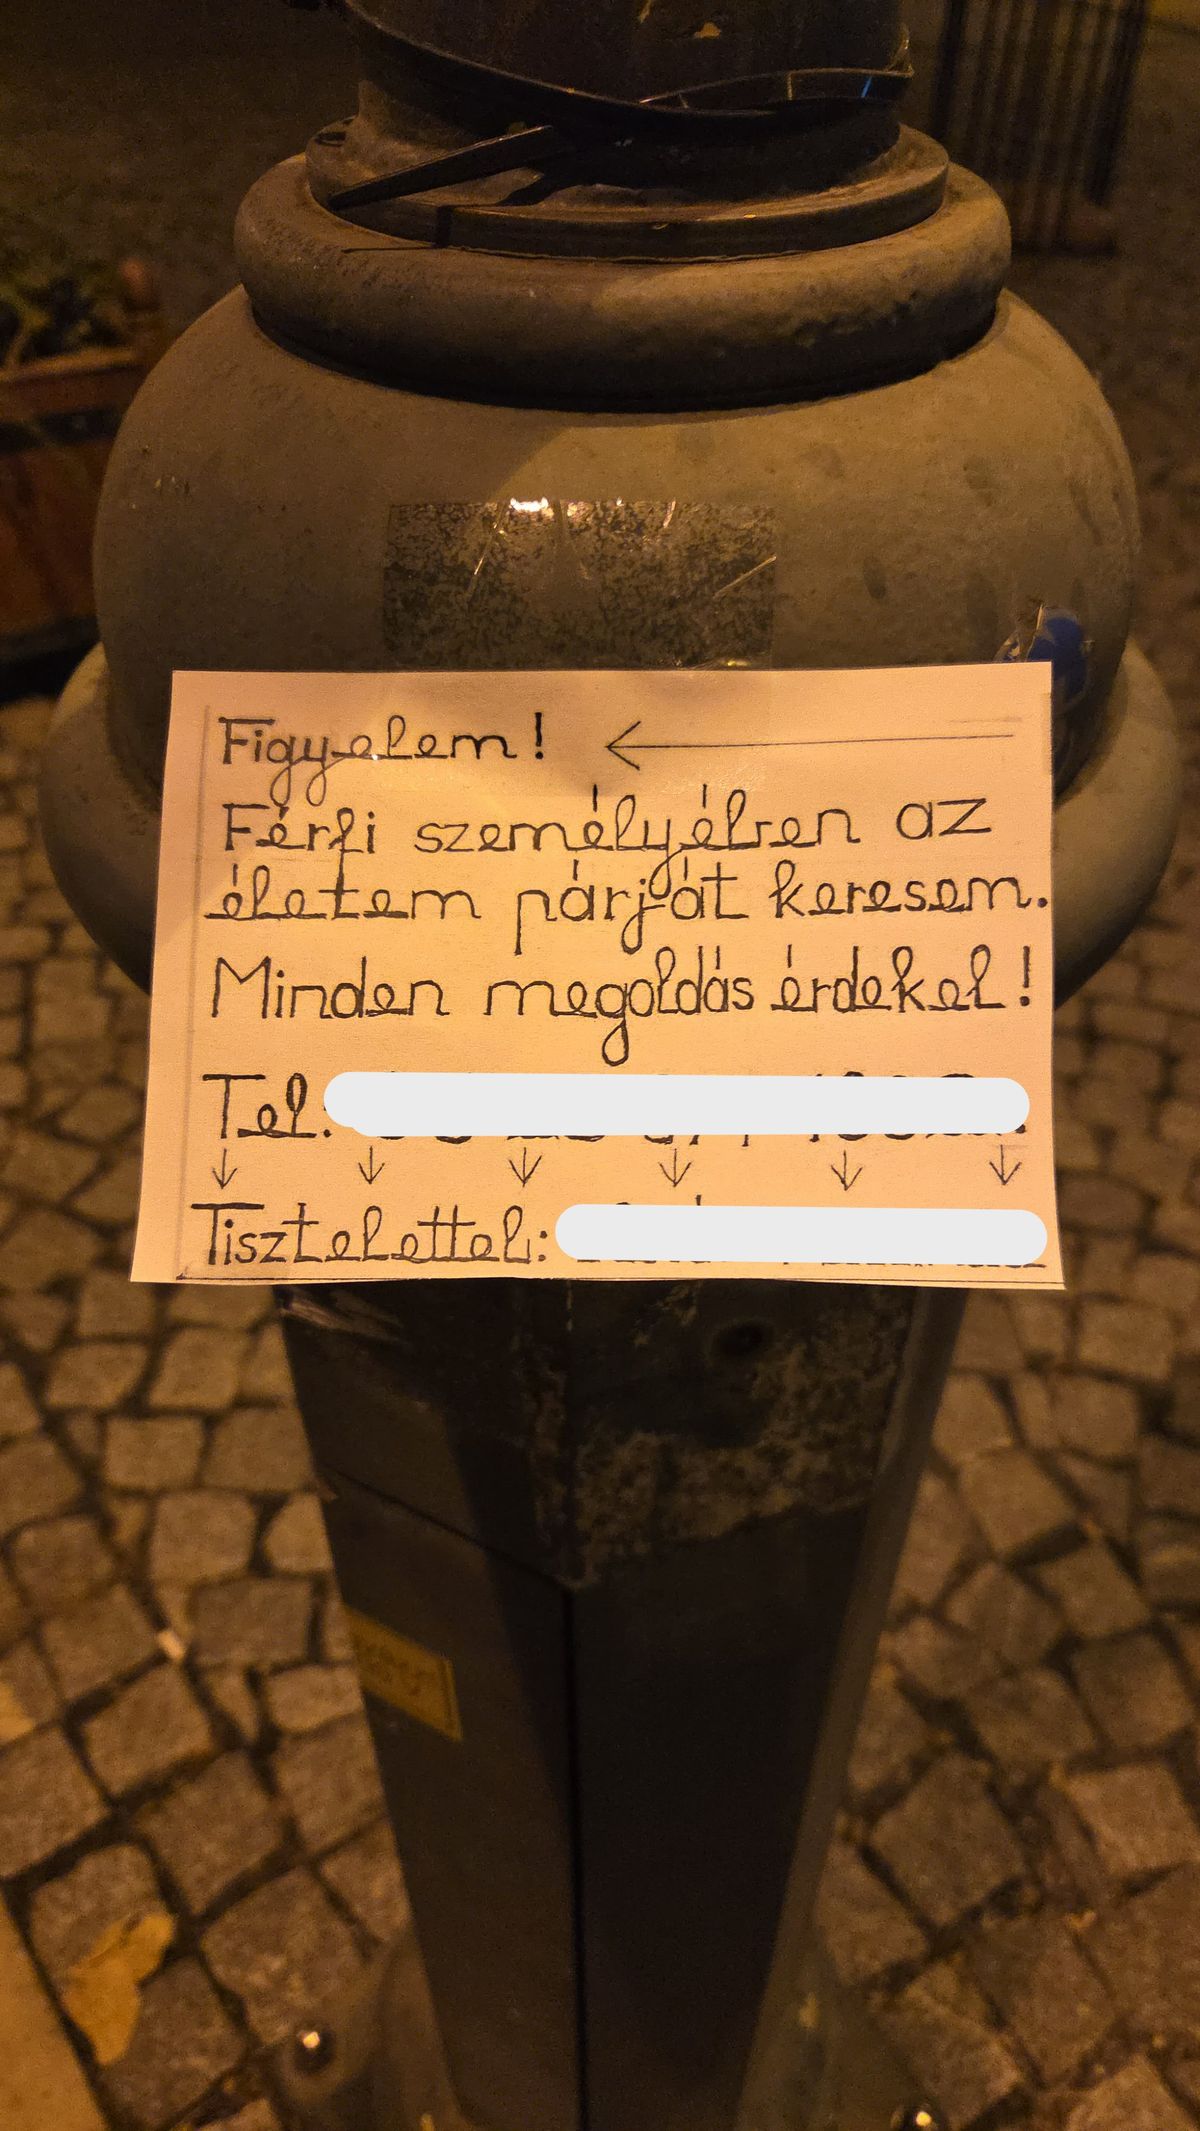 Figyelem!
Férfi személyében az
életem párját keresem.
Minden megoldás érdekel!
Tel.:
Tisztelettel: